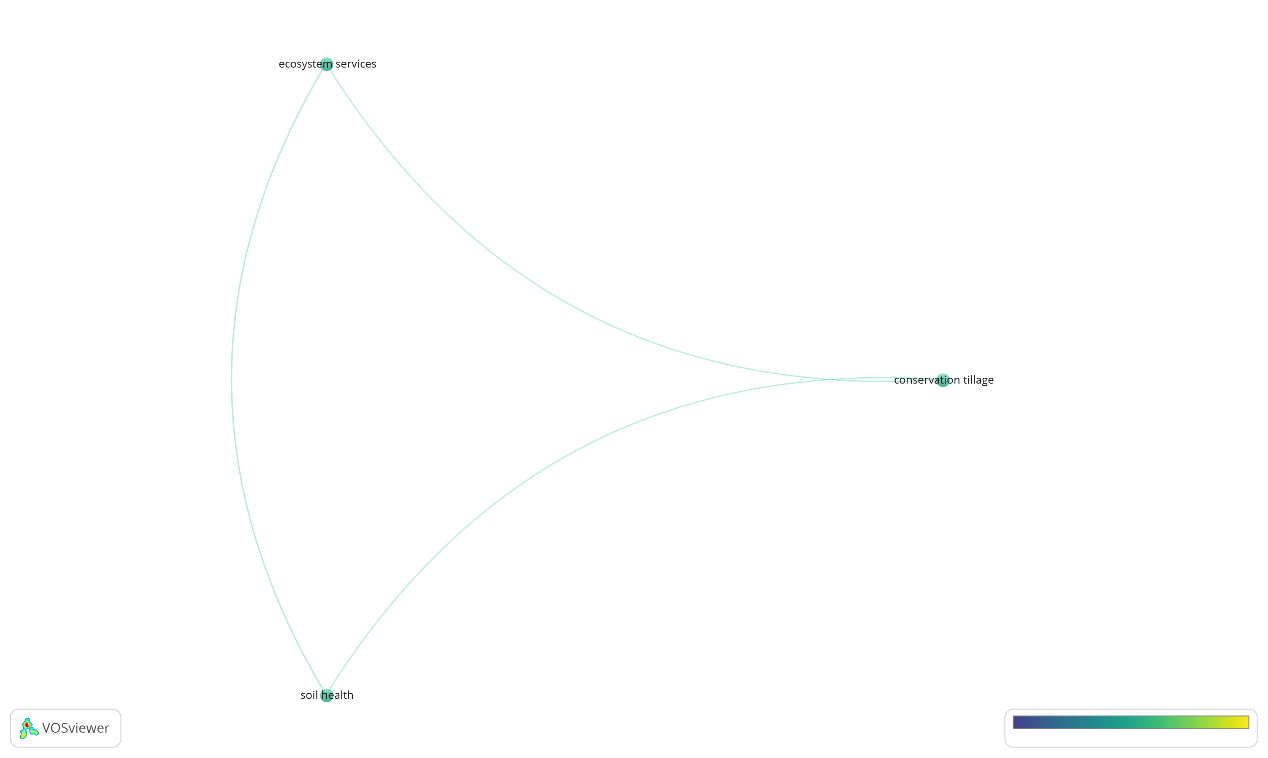 ecosystem services
conservation tillage
soil health
VOSviewer